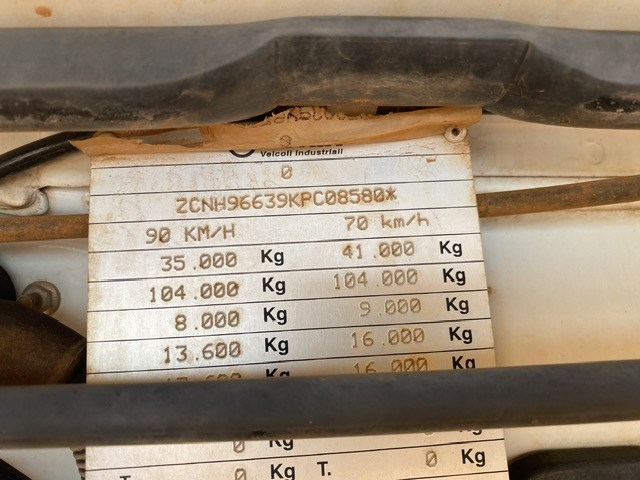 Veicoli Industriali
0
ZCNH96639KPC08580*
90 KM/H 70 km/h
35.000 Kg 41.000 Kg
104.000 Kg 104.000 Kg
8.000 Kg 9.000 Kg
13.600 Kg 16.000 Kg
16.000 Kg
0 Kg
0 Kg T. 0 Kg